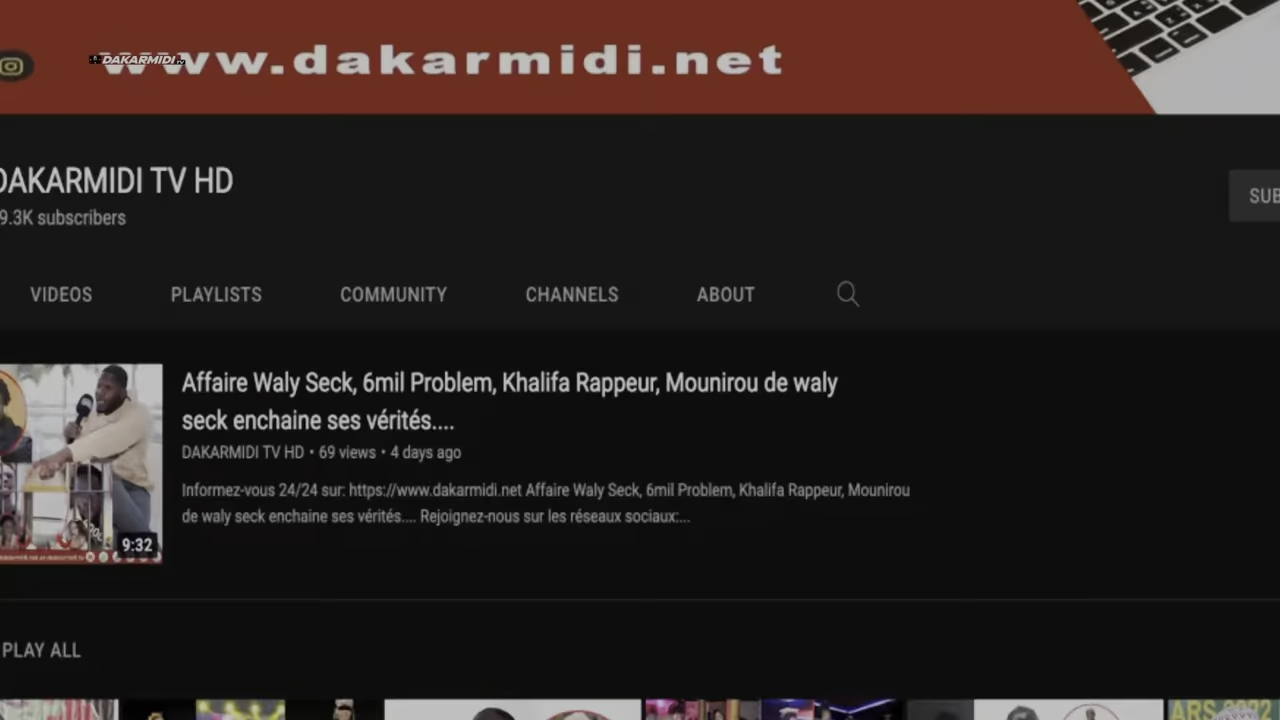 www.dakarmidi.net
DAKARMIDI TV
DAKARMIDI TV HD
9.3K subscribers
SUB
VIDEOS
PLAYLISTS
COMMUNITY
CHANNELS
ABOUT
Affaire Waly Seck, 6mil Problem, Khalifa Rappeur, Mounirou de waly
seck enchaine ses vérités....
DAKARMIDI TV HD • 69 views • 4 days ago
Informez-vous 24/24 sur: https://www.dakarmidi.net Affaire Waly Seck, 6mil Problem, Khalifa Rappeur, Mounirou
de waly seck enchaine ses vérités.... Rejoignez-nous sur les réseaux sociaux:...
9:32
PLAY ALL
ARS 2022